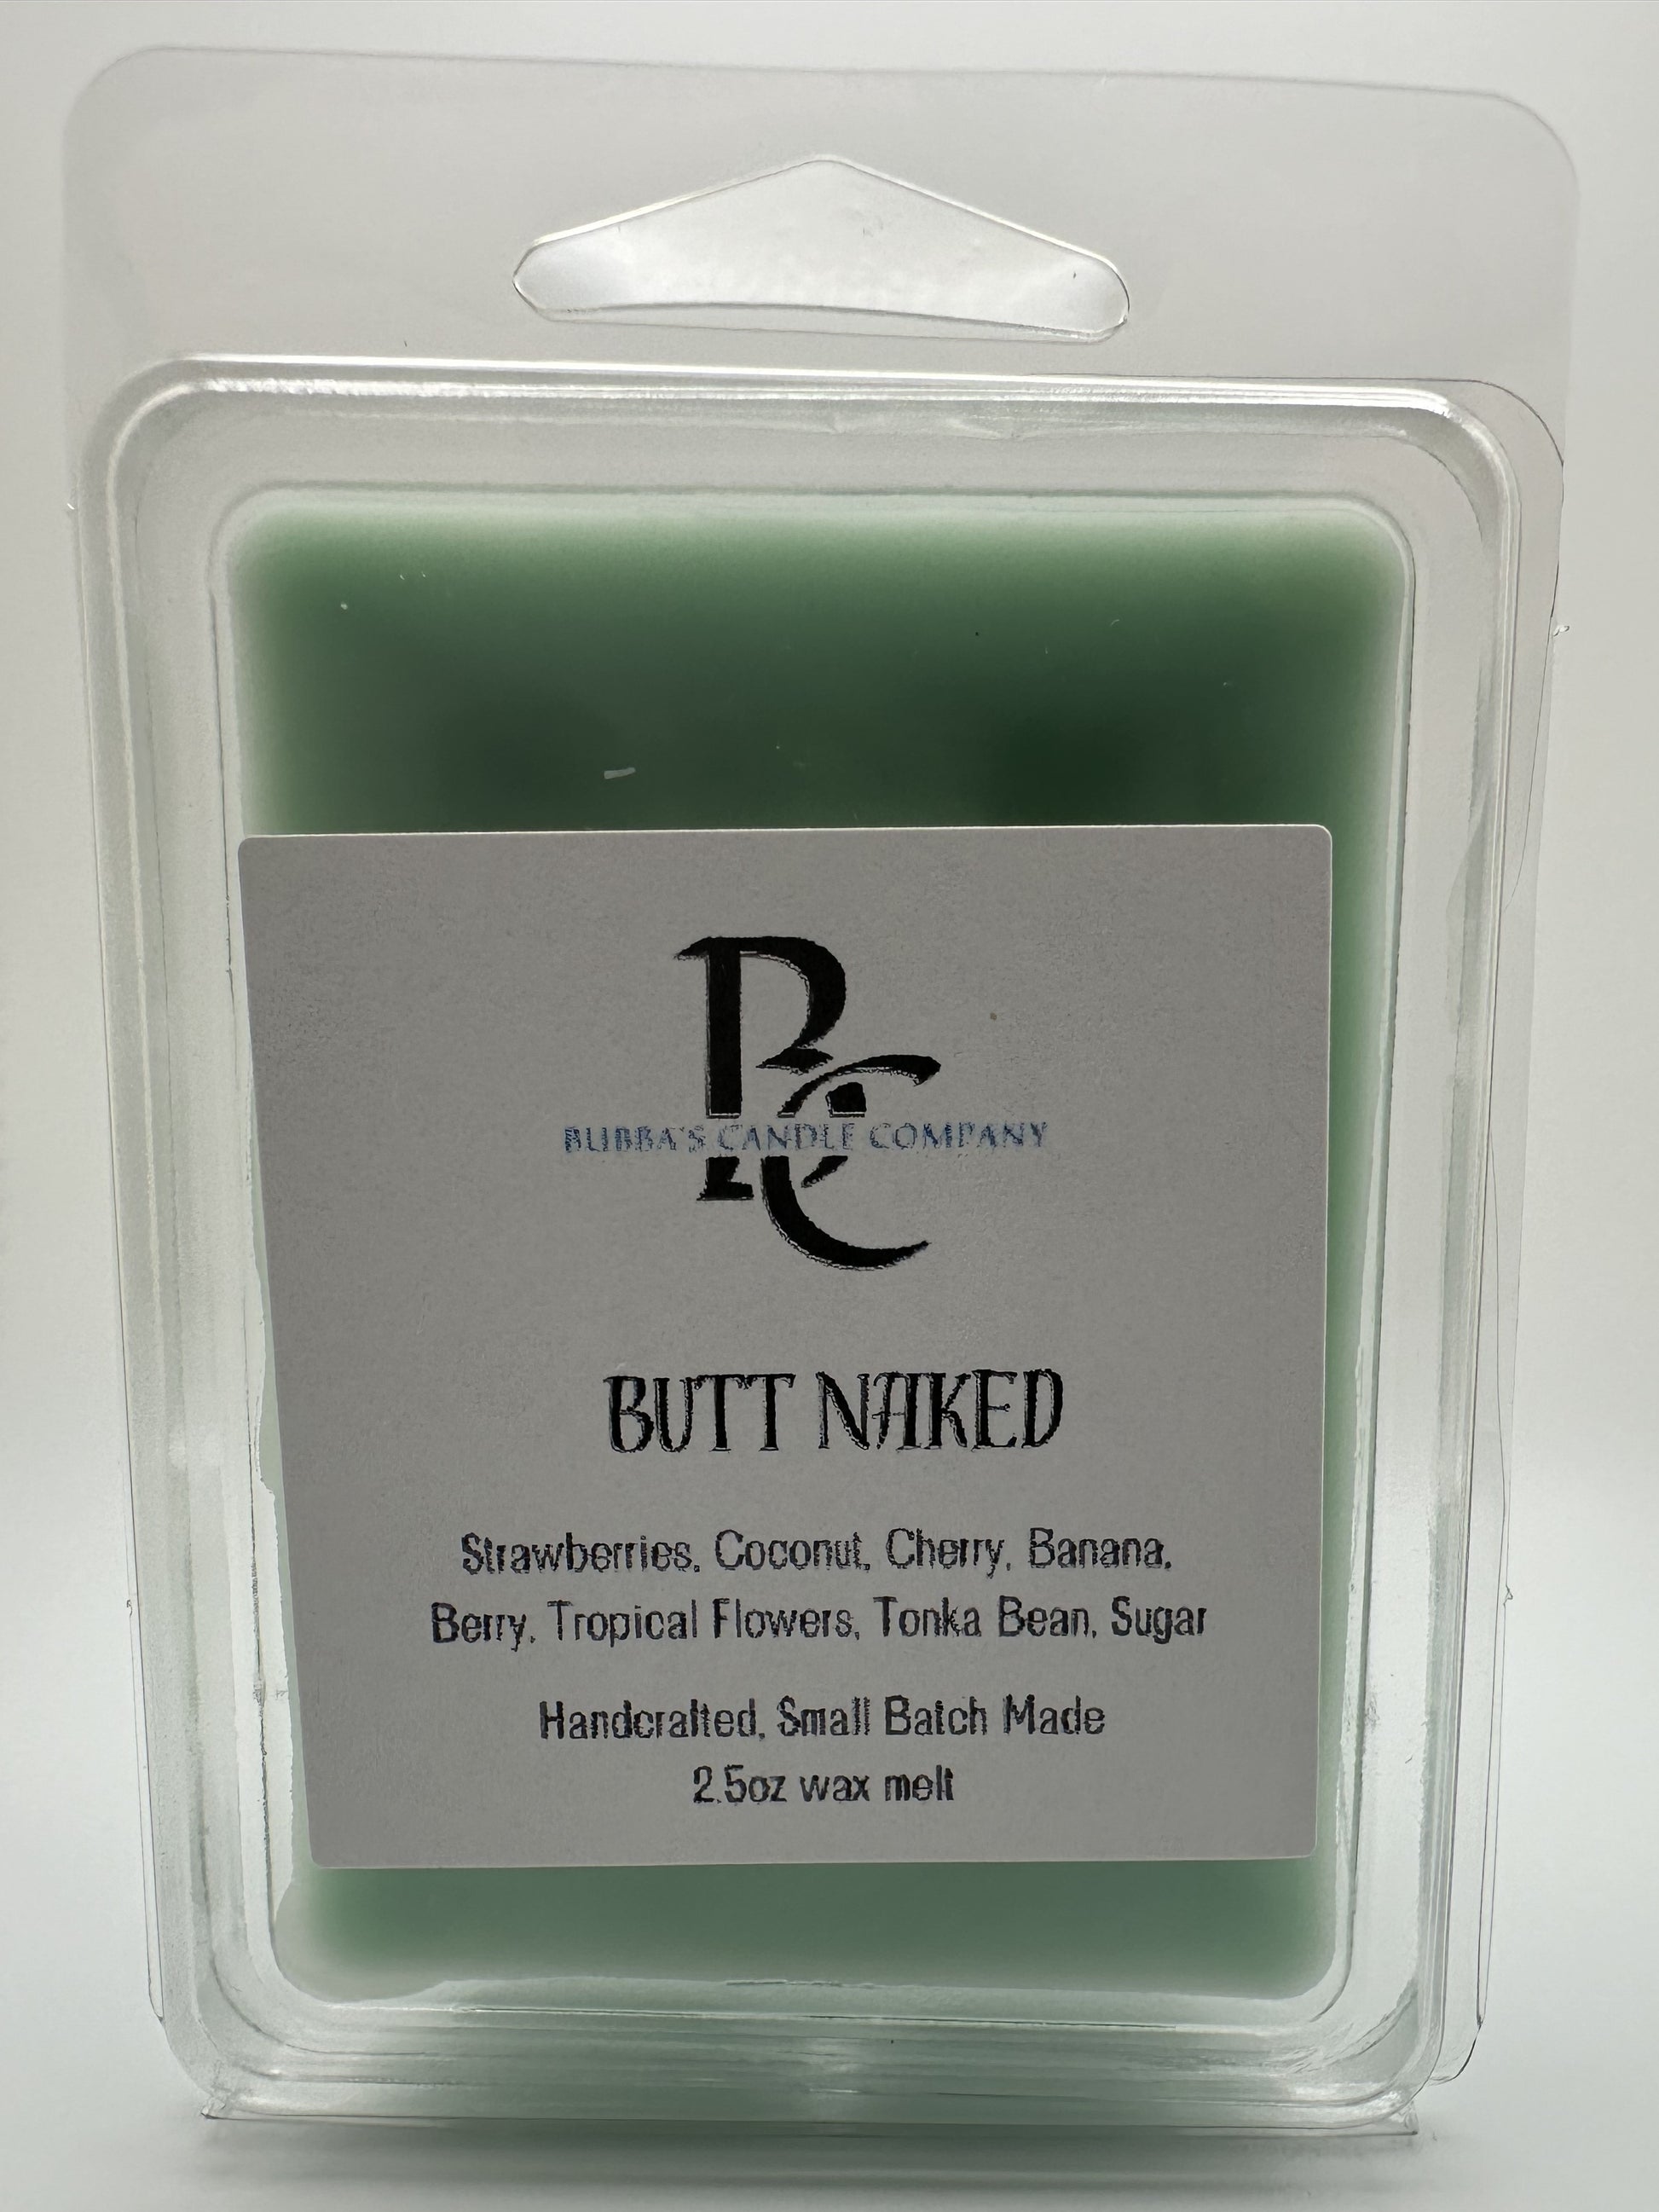 BC
BUBBA'S CANDLE COMPANY
BUTT NAKED
Strawberries, Coconut, Cherry, Banana,
Berry, Tropical Flowers, Tonka Bean, Sugar
Handcrafted, Small Batch Made
2.5oz wax melt